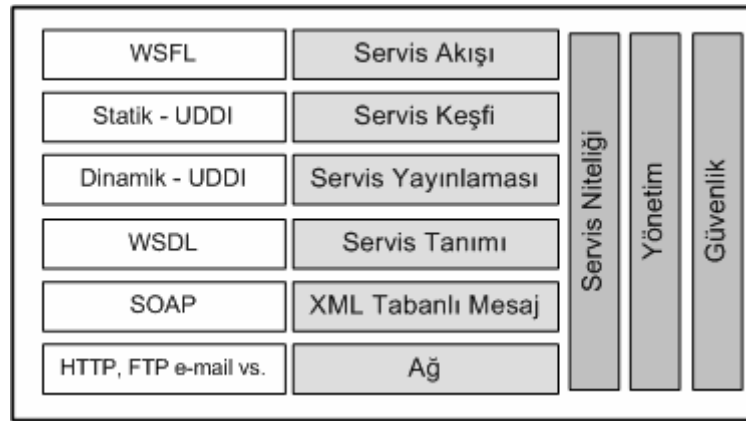 WSFL
Servis Akışı
Statik - UDDI
Servis Keşfi
Dinamik - UDDI
Servis Yayınlaması
WSDL
Servis Tanımı
SOAP
XML Tabanlı Mesaj
HTTP, FTP e-mail vs.
Ağ
Servis Niteliği
Yönetim
Güvenlik